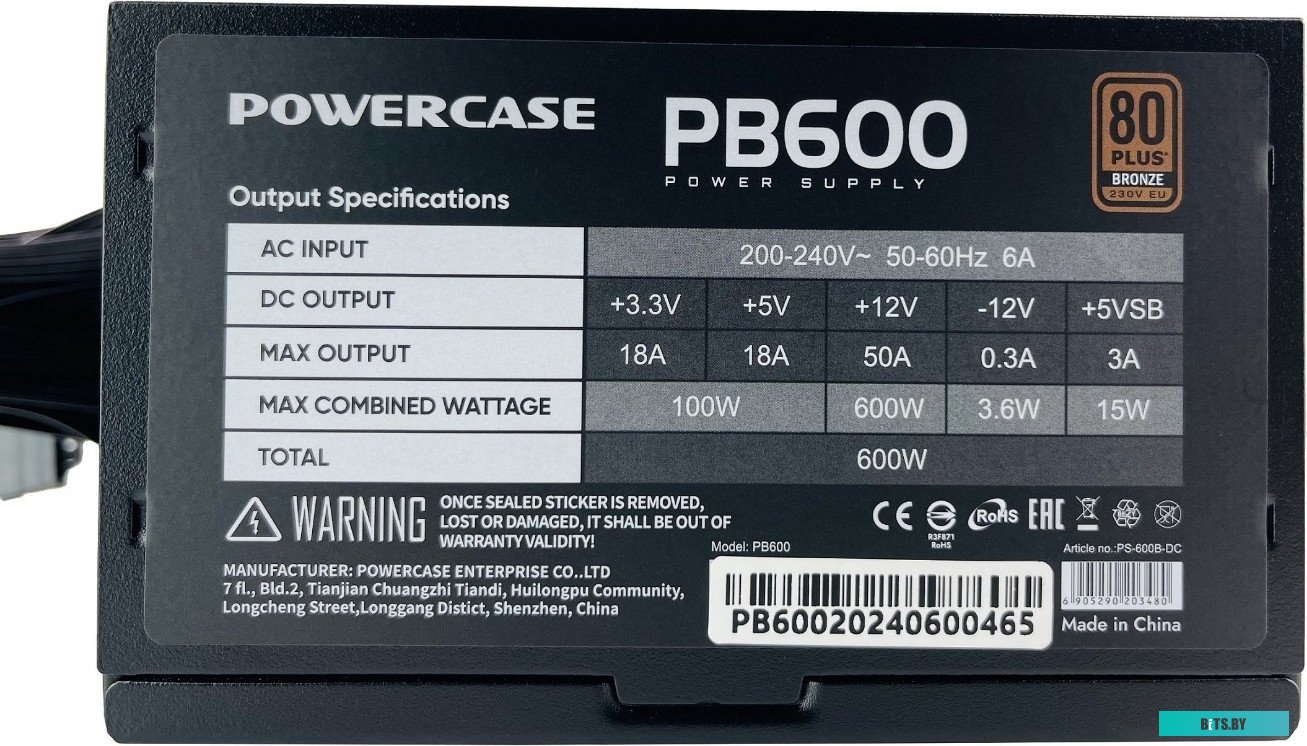 POWERCASE
PB600
POWER SUPPLY
80
PLUS
BRONZE
230V EU
Output Specifications
AC INPUT 200-240V~ 50-60Hz 6A
DC OUTPUT +3.3V +5V +12V -12V +5VSB
MAX OUTPUT 18A 18A 50A 0.3A 3A
MAX COMBINED WATTAGE 100W 600W 3.6W 15W
TOTAL 600W
WARNING
ONCE SEALED STICKER IS REMOVED,
LOST OR DAMAGED, IT SHALL BE OUT OF
WARRANTY VALIDITY!
CE
R3F871
RoHS
RoHS
EAC
MANUFACTURER: POWERCASE ENTERPRISE CO..LTD
7 fl., Bld.2, Tianjian Chuangzhi Tiandi, Huilongpu Community,
Longcheng Street,Longgang Distict, Shenzhen, China
Model: PB600
PB60020240600465
Article no.:PS-600B-DC
6 905290 203480
Made in China
BITS.BY